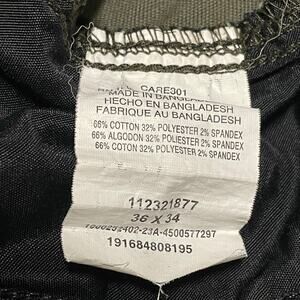 CARE301
MADE IN BANGLADESH
HECHO EN BANGLADESH
FABRIQUE AU BANGLADESH
66% COTTON 32% POLYESTER 2% SPANDEX
66% ALGODON 32% POLYESTER 2% SPANDEX
66% COTON 32% POLYESTER 2% SPANDEX
112321877
36 X 34
191684808195